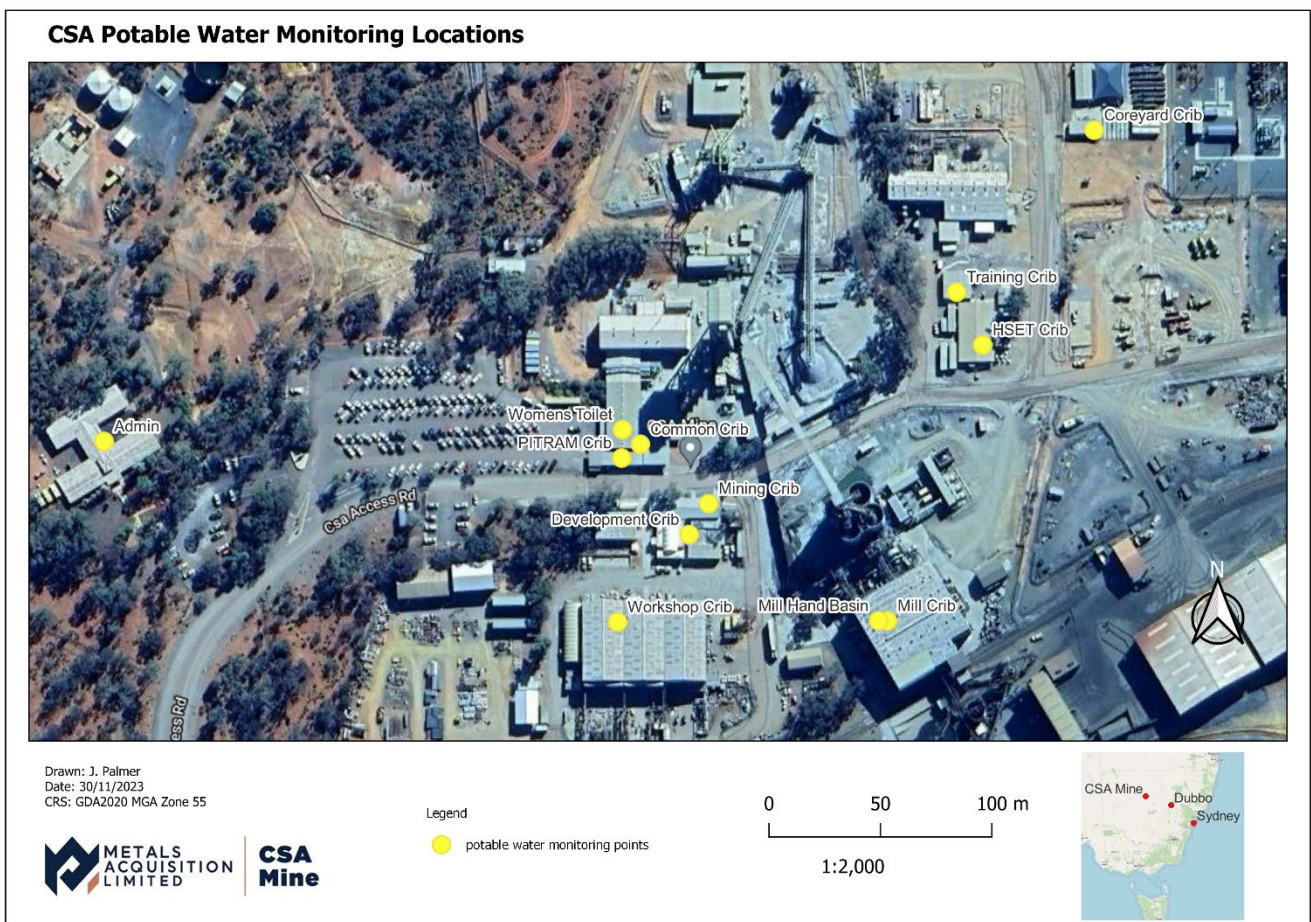 CSA Potable Water Monitoring Locations
Coreyard Crib
Training Crib
HSET Crib
Womens Toilet
Common Crib
PITRAM Crib
Admin
Mining Crib
Csa Access Rd
Development Crib
Workshop Crib
Mill Hand Basin
Mill Crib
N
Drawn: J. Palmer
Date: 30/11/2023
CRS: GDA2020 MGA Zone 55
METALS
ACQUISITION
LIMITED
CSA
Mine
Legend
potable water monitoring points
0 50 100 m
1:2,000
CSA Mine
Dubbo
Sydney